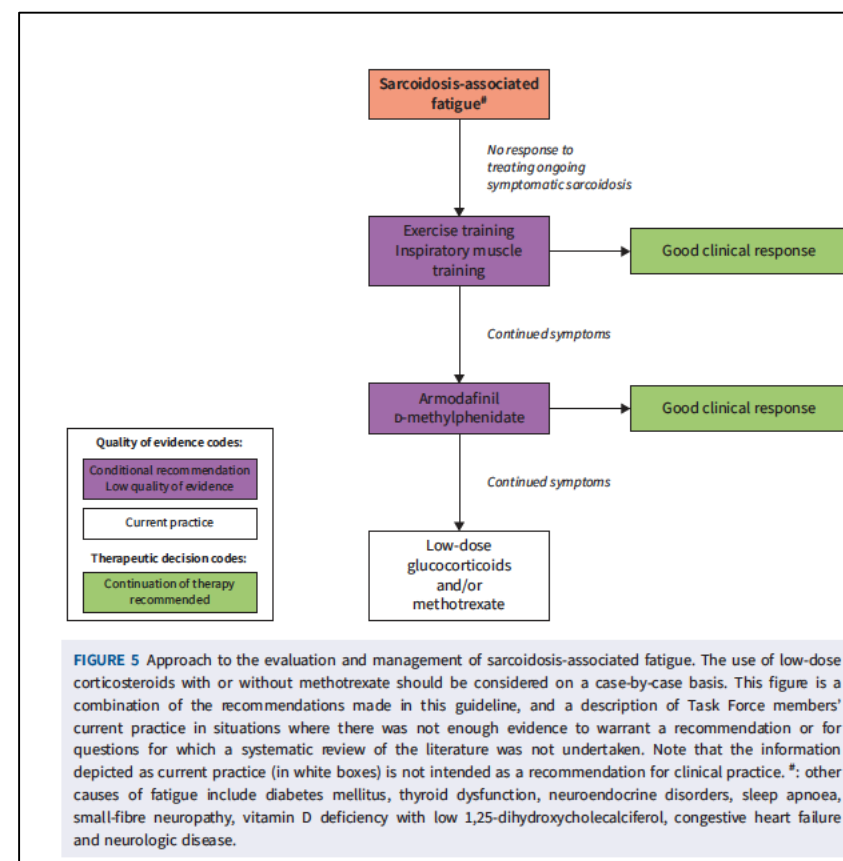 Sarcoidosis-associated
fatigue#
No response to
treating ongoing
symptomatic sarcoidosis
Exercise training
Inspiratory muscle
training
Good clinical response
Continued symptoms
Armodafinil
D-methylphenidate
Good clinical response
Continued symptoms
Low-dose
glucocorticoids
and/or
methotrexate
Quality of evidence codes:
Conditional recommendation
Low quality of evidence
Current practice
Therapeutic decision codes:
Continuation of therapy
recommended
FIGURE 5 Approach to the evaluation and management of sarcoidosis-associated fatigue. The use of low-dose
corticosteroids with or without methotrexate should be considered on a case-by-case basis. This figure is a
combination of the recommendations made in this guideline, and a description of Task Force members'
current practice in situations where there was not enough evidence to warrant a recommendation or for
questions for which a systematic review of the literature was not undertaken. Note that the information
depicted as current practice (in white boxes) is not intended as a recommendation for clinical practice. #: other
causes of fatigue include diabetes mellitus, thyroid dysfunction, neuroendocrine disorders, sleep apnoea,
small-fibre neuropathy, vitamin D deficiency with low 1,25-dihydroxycholecalciferol, congestive heart failure
and neurologic disease.